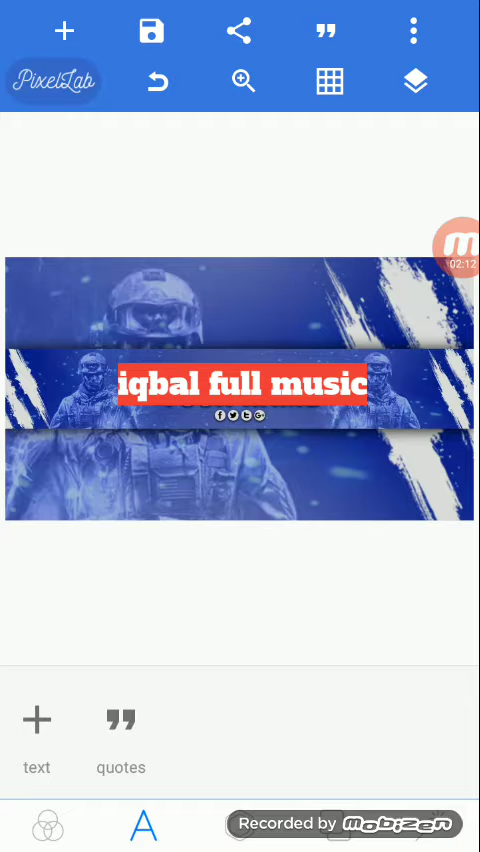 PixelLab
02:12
iqbal full music
text
quotes
Recorded by mobizen